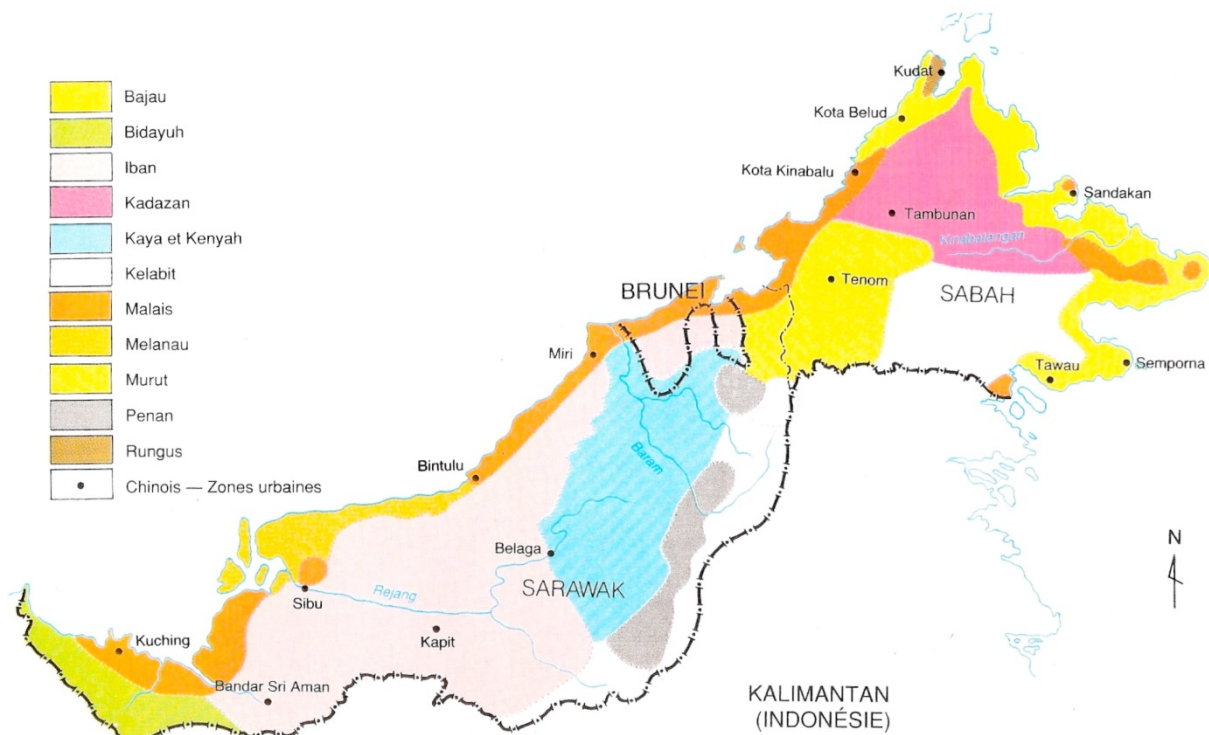 Bajau
Bidayuh
Iban
Kadazan
Kaya et Kenyah
Kelabit
Malais
Melanau
Murut
Penan
Rungus
Chinois — Zones urbaines
Kudat
Kota Belud
Kota Kinabalu
Sandakan
Tambunan
Kinabatangan
Tenom
SABAH
BRUNEI
Miri
Tawau
Semporna
Baram
Bintulu
Belaga
SARAWAK
Rejang
Sibu
Kapit
Kuching
Bandar Sri Aman
N
KALIMANTAN
(INDONÉSIE)